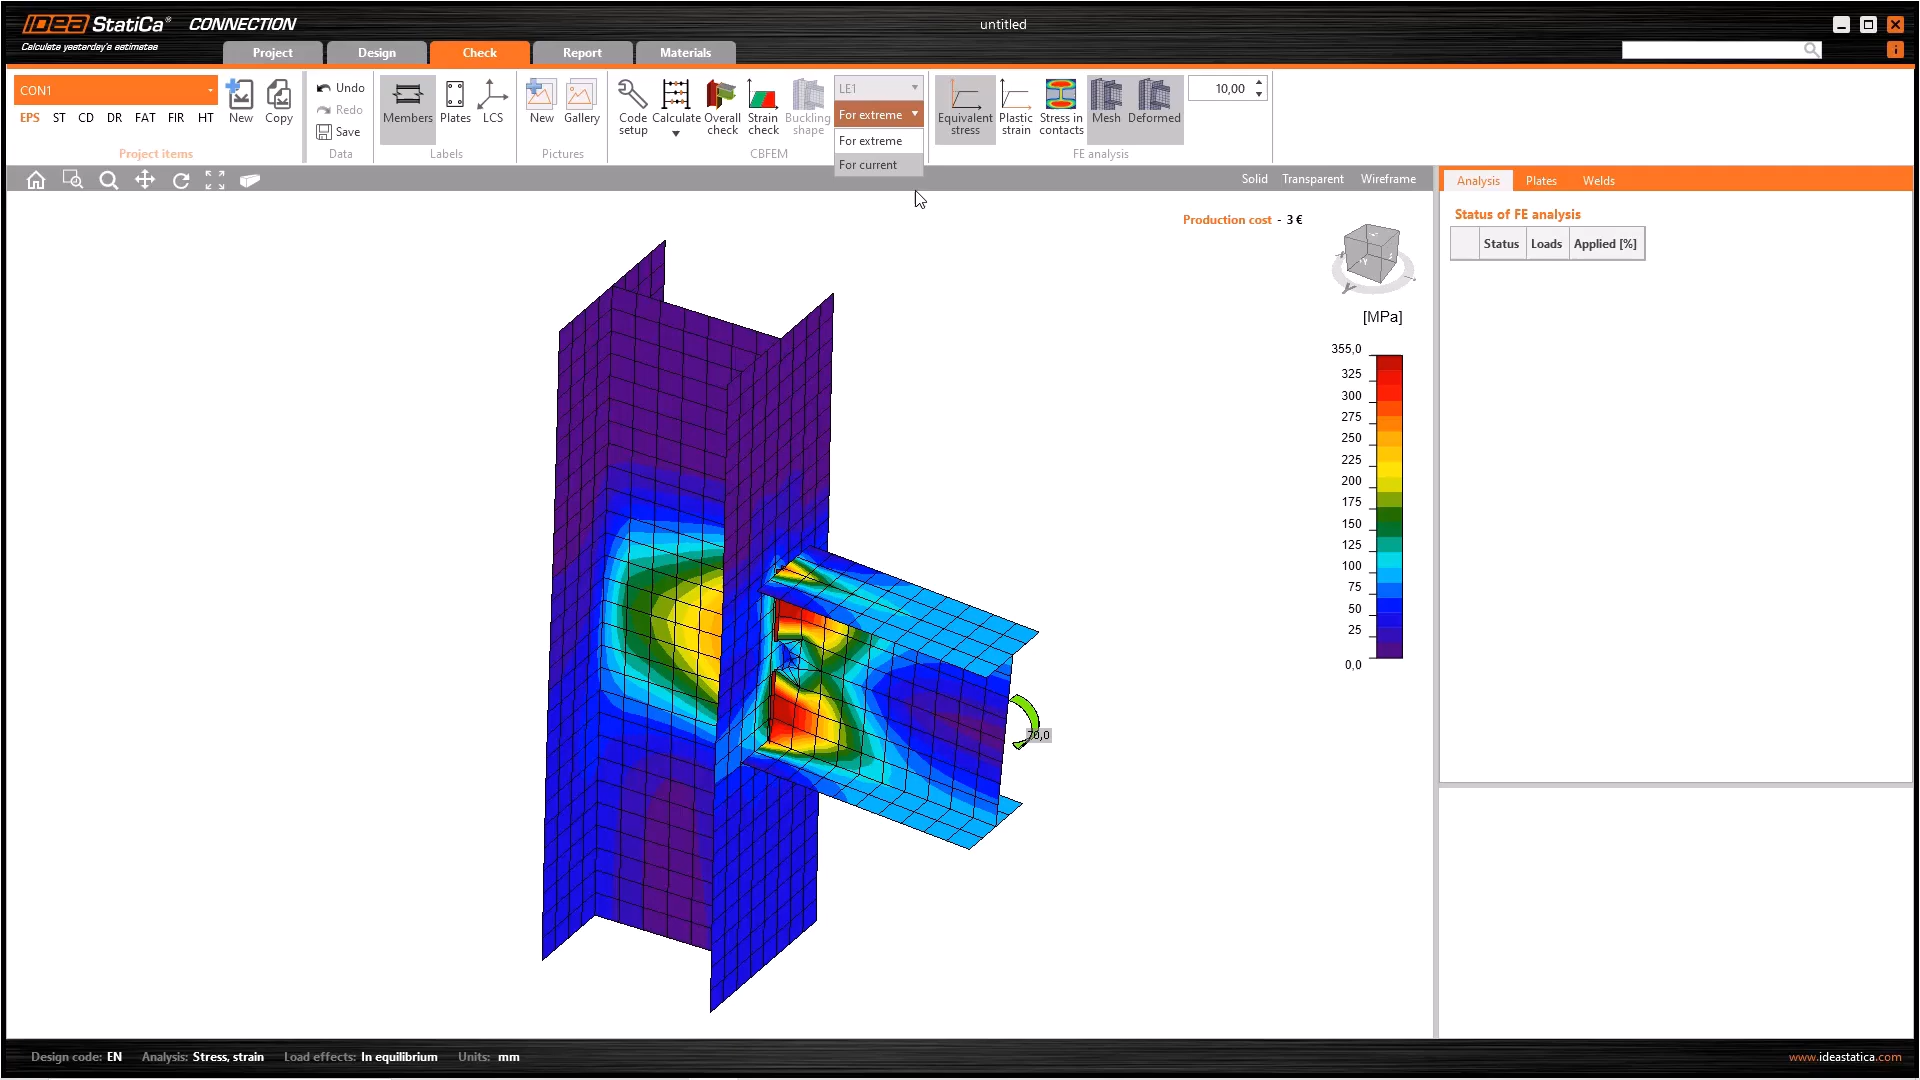 IDEA StatiCa® CONNECTION
Calculate yesterday's estimates
untitled
Project Design Check Report Materials
i
CON1
EPS ST CD DR FAT FIR HT
New Copy
Project items
Undo
Redo
Save
Data
Members Plates LCS
Labels
New Gallery
Pictures
Code setup
Calculate
Overall check
Strain check
Buckling shape
CBFEM
LE1
For extreme
For extreme
For current
Equivalent stress
Plastic strain
Stress in contacts
Mesh Deformed
FE analysis
10,00
Solid Transparent Wireframe
Production cost - 3 €
[MPa]
355,0
325
300
275
250
225
200
175
150
125
100
75
50
25
0,0
70,0
Analysis Plates Welds
Status of FE analysis
Status Loads Applied [%]
Design code: EN Analysis: Stress, strain Load effects: In equilibrium Units: mm
www.ideastatica.com